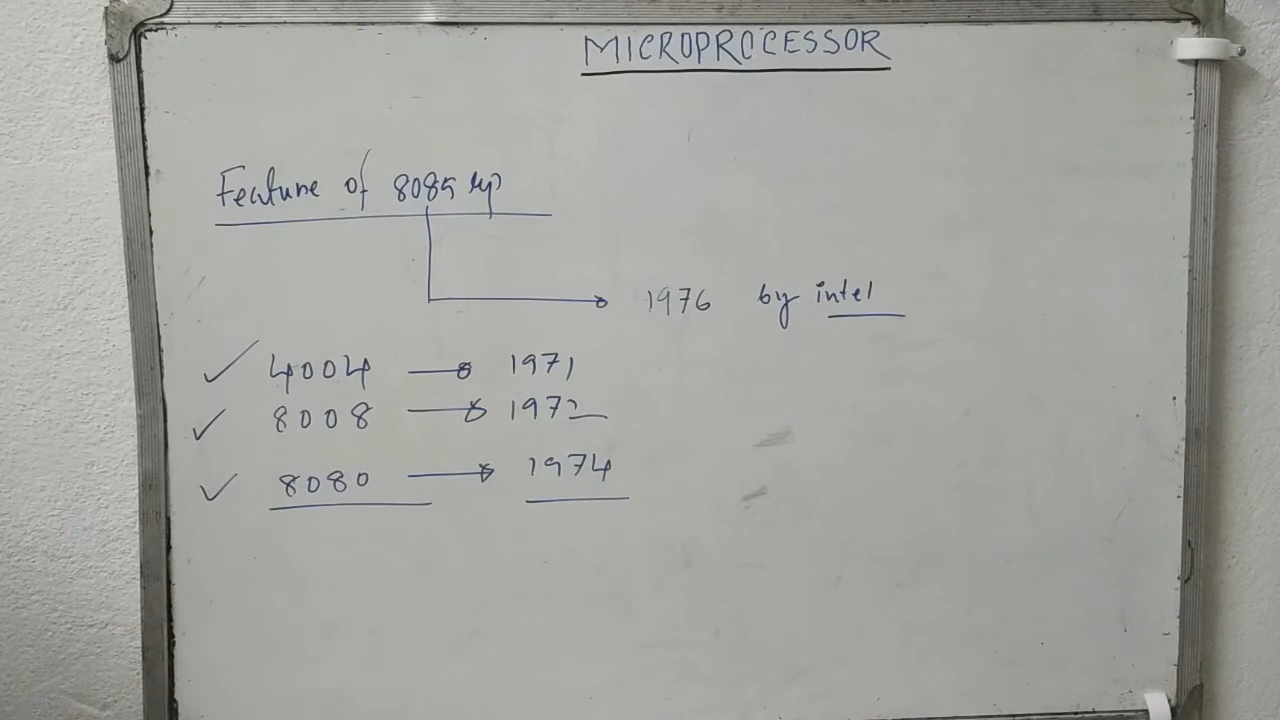 MICROPROCESSOR
Feature of 8085 μp
1976 by intel
4004 → 1971
8008 → 1972
8080 → 1974